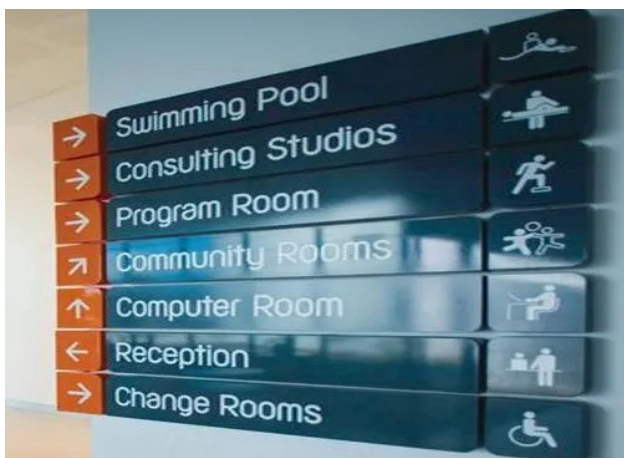 Swimming Pool
Consulting Studios
Program Room
Community Rooms
Computer Room
Reception
Change Rooms